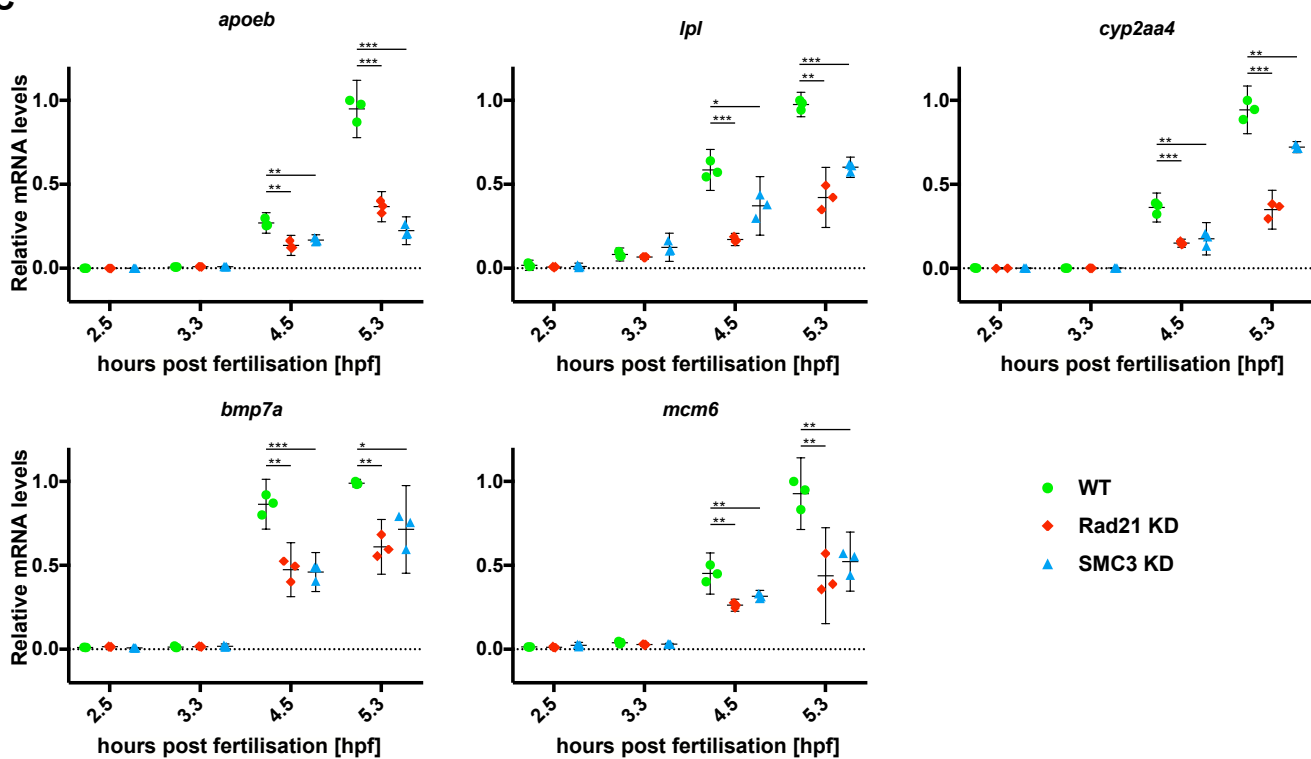 apoeb
***
***
**
**
Relative mRNA levels
1.0
0.5
0.0
2.5 3.3 4.5 5.3
hours post fertilisation [hpf]
lpl
***
**
*
***
1.0
0.5
0.0
2.5 3.3 4.5 5.3
hours post fertilisation [hpf]
cyp2aa4
**
***
**
***
1.0
0.5
0.0
2.5 3.3 4.5 5.3
hours post fertilisation [hpf]
bmp7a
***
**
*
**
Relative mRNA levels
1.0
0.5
0.0
2.5 3.3 4.5 5.3
hours post fertilisation [hpf]
mcm6
**
**
**
**
1.0
0.5
0.0
2.5 3.3 4.5 5.3
hours post fertilisation [hpf]
WT
Rad21 KD
SMC3 KD